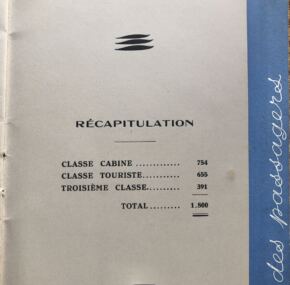 RÉCAPITULATION
CLASSE CABINE ............ 754
CLASSE TOURISTE........... 655
TROISIÈME CLASSE.......... 391
TOTAL......... 1.800
des passagers